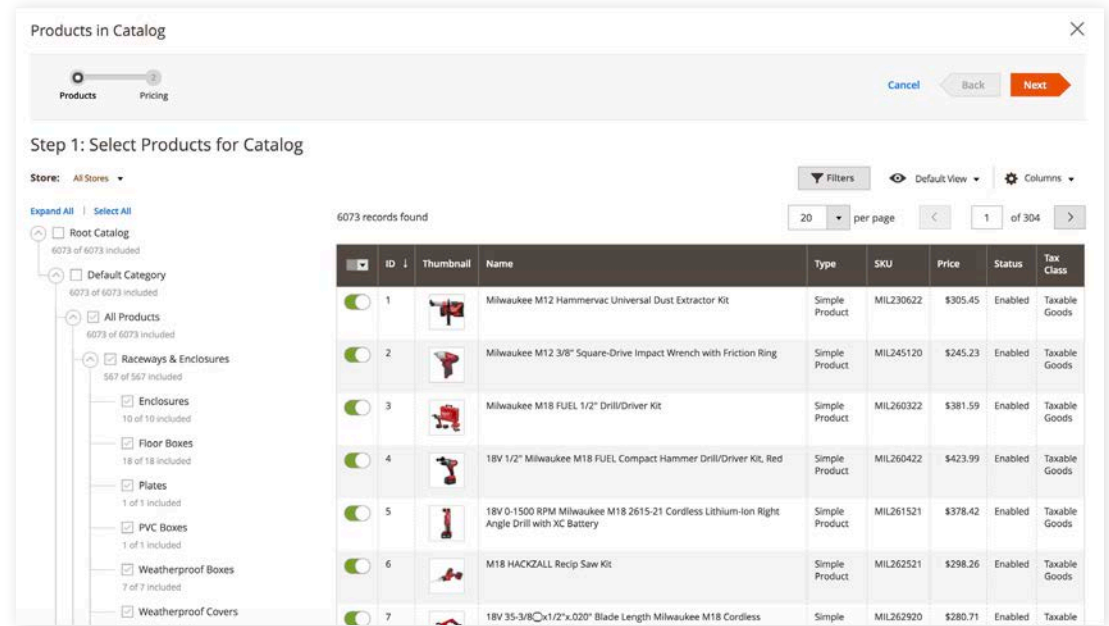 Products in Catalog
2
Products Pricing
Cancel Back Next
Step 1: Select Products for Catalog
Store: All Stores
Filters Default View Columns
Expand All | Select All
6073 records found
20 per page 1 of 304
Root Catalog
6073 of 6073 included
Default Category
6073 of 6073 included
All Products
6073 of 6073 included
Raceways & Enclosures
567 of 567 included
Enclosures
10 of 10 included
Floor Boxes
18 of 18 included
Plates
1 of 1 included
PVC Boxes
1 of 1 included
Weatherproof Boxes
7 of 7 included
Weatherproof Covers
ID ↓ Thumbnail Name Type SKU Price Status Tax
Class
1 Milwaukee M12 Hammervac Universal Dust Extractor Kit Simple MIL230622 $305.45 Enabled Taxable
Product Goods
2 Milwaukee M12 3/8" Square-Drive Impact Wrench with Friction Ring Simple MIL245120 $245.23 Enabled Taxable
Product Goods
3 Milwaukee M18 FUEL 1/2" Drill/Driver Kit Simple MIL260322 $381.59 Enabled Taxable
Product Goods
4 18V 1/2" Milwaukee M18 FUEL Compact Hammer Drill/Driver Kit, Red Simple MIL260422 $423.99 Enabled Taxable
Product Goods
5 18V 0-1500 RPM Milwaukee M18 2615-21 Cordless Lithium-Ion Right Simple MIL261521 $378.42 Enabled Taxable
Angle Drill with XC Battery Product Goods
6 M18 HACKZALL Recip Saw Kit Simple MIL262521 $298.26 Enabled Taxable
Product Goods
7 18V 35-3/8⃝x1/2"x.020" Blade Length Milwaukee M18 Cordless Simple MIL262920 $280.71 Enabled Taxable